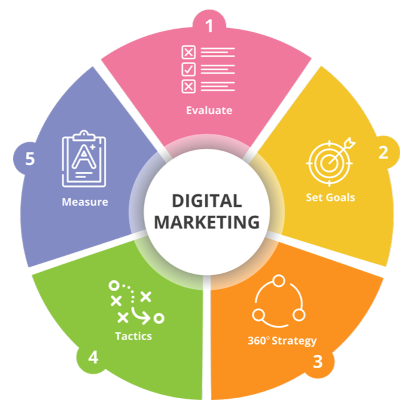 1
Evaluate
2
Set Goals
360° Strategy
3
Tactics
4
5
Measure
A+
DIGITAL
MARKETING